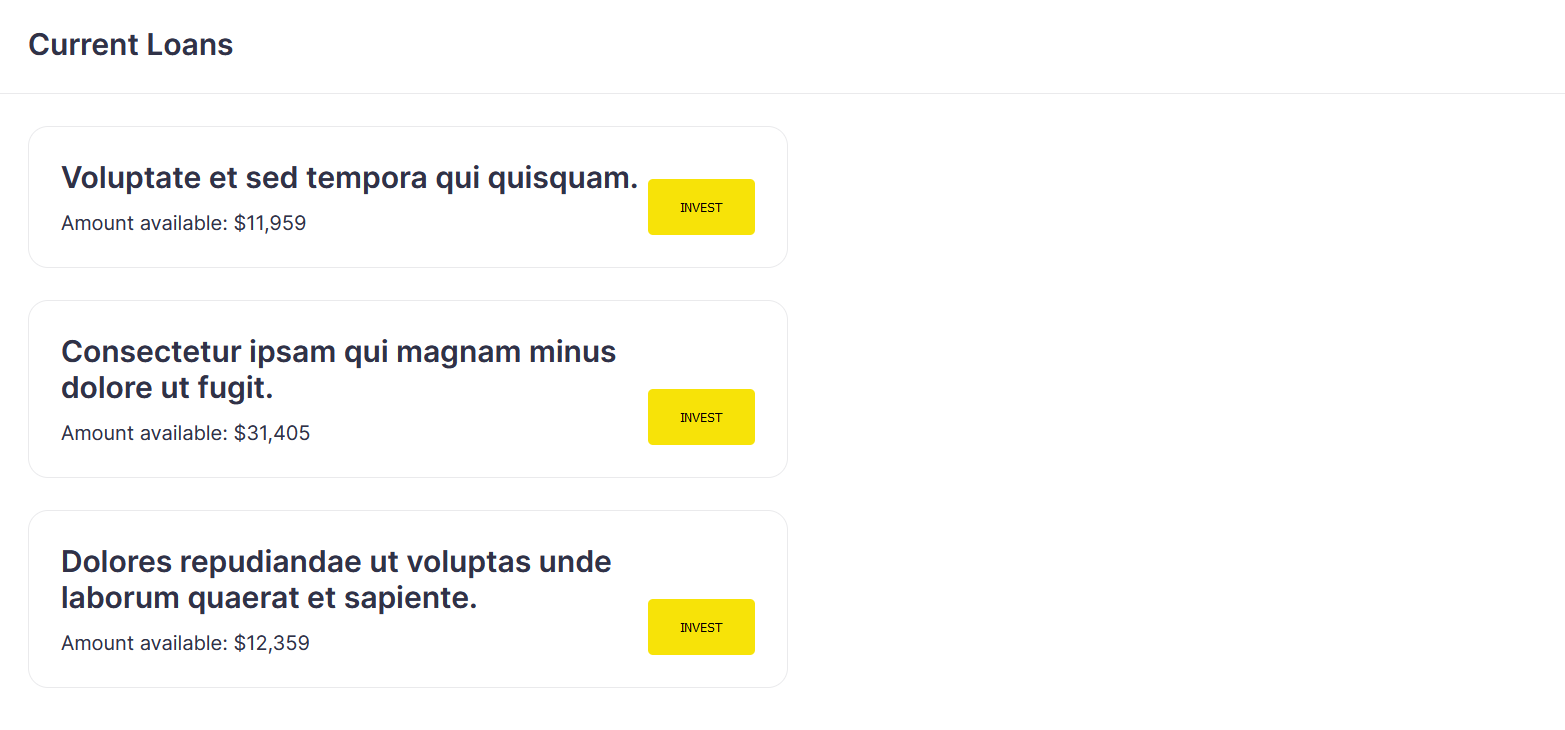 Current Loans
Voluptate et sed tempora qui quisquam.
INVEST
Amount available: $11,959
Consectetur ipsam qui magnam minus
dolore ut fugit.
INVEST
Amount available: $31,405
Dolores repudiandae ut voluptas unde
laborum quaerat et sapiente.
INVEST
Amount available: $12,359